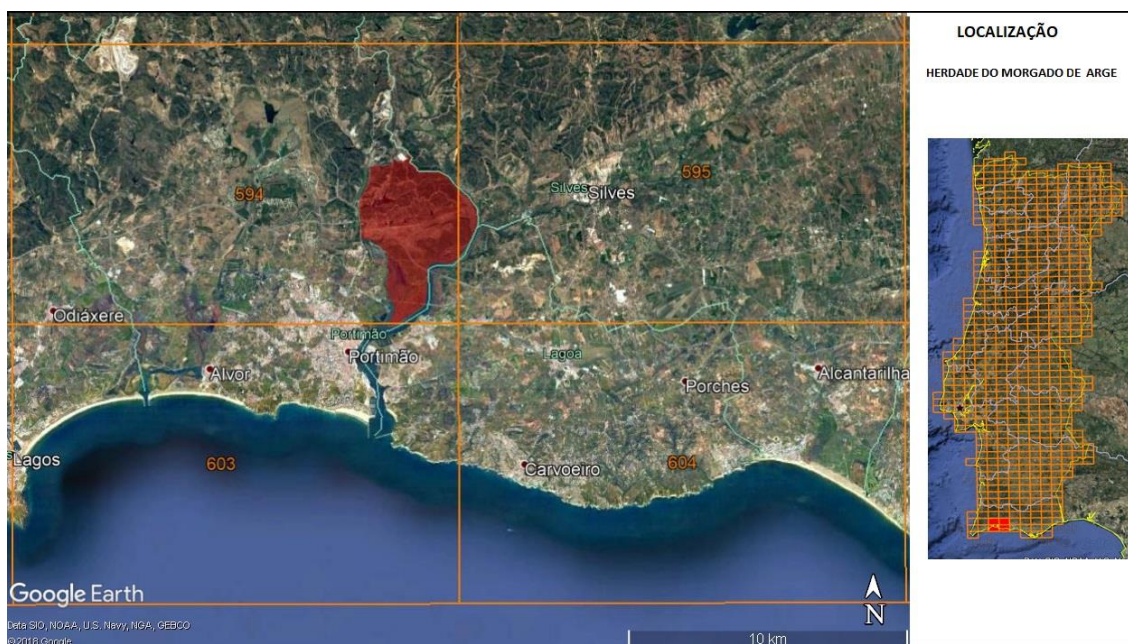 LOCALIZAÇÃO
HERDADE DO MORGADO DE ARGE
594
595
Silves
Silves
Odiáxere
Portimão
Portimão
Lagoa
Alvor
Porches
Alcantarilha
Lagos
603
Carvoeiro
604
Google Earth
N
Data SIO, NOAA, U.S. Navy, NGA, GEBCO
© 2018 Google
10 km